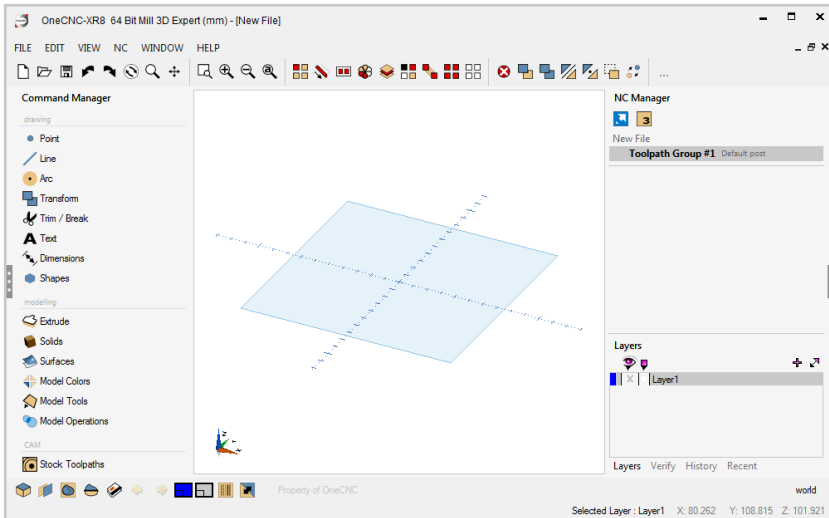 OneCNC-XR8 64 Bit Mill 3D Expert (mm) - [New File]
FILE EDIT VIEW NC WINDOW HELP
Command Manager
drawing
Point
Line
Arc
Transform
Trim / Break
A Text
Dimensions
Shapes
modelling
Extrude
Solids
Surfaces
Model Colors
Model Tools
Model Operations
CAM
Stock Toolpaths
NC Manager
3
New File
Toolpath Group #1 Default post
Layers
X Layer1
Layers Verify History Recent
Property of OneCNC
world
Selected Layer : Layer1 X: 80.262 Y: 108.815 Z: 101.921